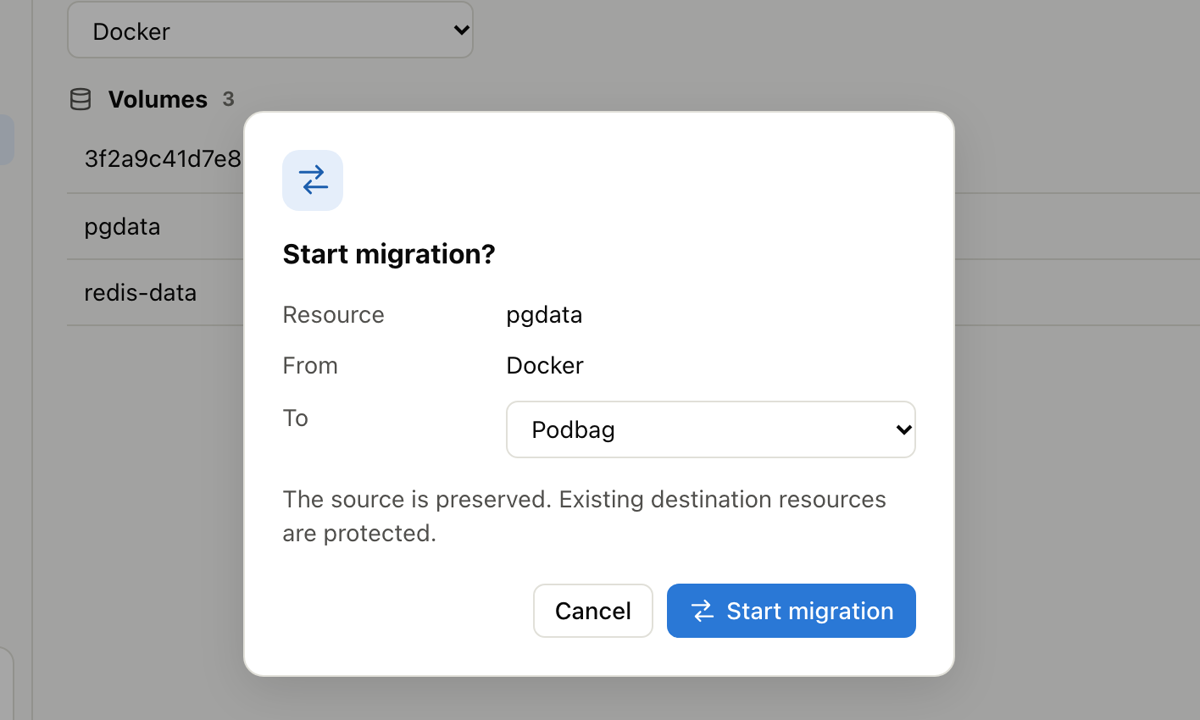 Docker
Volumes 3
3f2a9c41d7e8
pgdata
redis-data
Start migration?
Resource pgdata
From Docker
To Podbag
The source is preserved. Existing destination resources
are protected.
Cancel Start migration